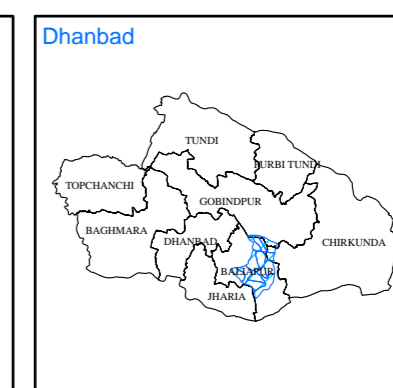 Dhanbad
TUNDI
PURBI TUNDI
TOPCHANCHI
GOBINDPUR
BAGHMARA
DHANBAD
CHIRKUNDA
BALIAPUR
JHARIA